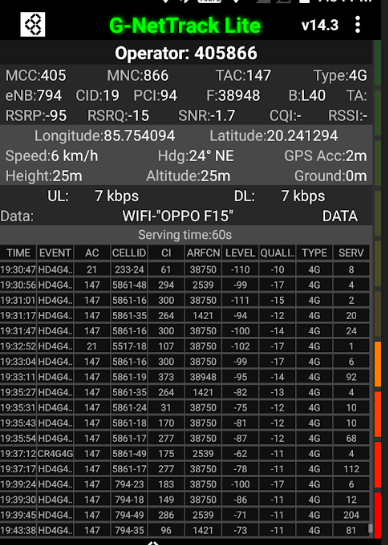 G-NetTrack Lite v14.3
Operator: 405866
MCC:405 MNC:866 TAC:147 Type:4G
eNB:794 CID:19 PCI:94 F:38948 B:L40 TA:
RSRP:-95 RSRQ:-15 SNR:-1.7 CQI:- RSSI:-
Longitude:85.754094 Latitude:20.241294
Speed:6 km/h Hdg:24° NE GPS Acc:2m
Height:25m Altitude:25m Ground:0m
UL: 7 kbps DL: 7 kbps
Data: WIFI-"OPPO F15" DATA
Serving time:60s
TIME EVENT AC CELLID CI ARFCN LEVEL QUALI.. TYPE SERV
19:30:47 HD4G4.. 21 233-24 61 38750 -110 -10 4G 8
19:30:56 HD4G4.. 147 5861-48 294 2539 -99 -17 4G 4
19:31:01 HD4G4.. 147 5861-16 300 38750 -111 -15 4G 2
19:31:17 HD4G4.. 147 5861-35 264 1421 -94 -12 4G 20
19:31:47 HD4G4.. 147 5861-16 300 38750 -100 -14 4G 24
19:32:52 HD4G4.. 21 5517-18 107 38750 -102 -17 4G 1
19:33:04 HD4G4.. 147 5861-16 300 38750 -99 -17 4G 6
19:33:11 HD4G4.. 147 5861-19 373 38948 -95 -14 4G 92
19:35:27 HD4G4.. 147 5861-35 264 1421 -82 -13 4G 4
19:35:31 HD4G4.. 147 5861-24 31 38750 -75 -12 4G 10
19:35:43 HD4G4.. 147 5861-18 170 38750 -81 -12 4G 10
19:35:54 HD4G4.. 147 5861-17 277 38750 -87 -12 4G 68
19:37:12 CR4G4G 147 5861-49 175 2539 -62 -11 4G 4
19:37:17 HD4G4.. 147 5861-17 277 38750 -78 -11 4G 112
19:39:24 HD4G4.. 147 794-23 183 38750 -100 -17 4G 6
19:39:30 HD4G4.. 147 794-18 149 38750 -86 -11 4G 12
19:39:45 HD4G4.. 147 794-49 286 2539 -71 -11 4G 204
19:43:38 HD4G4.. 147 794-35 96 1421 -73 -11 4G 81